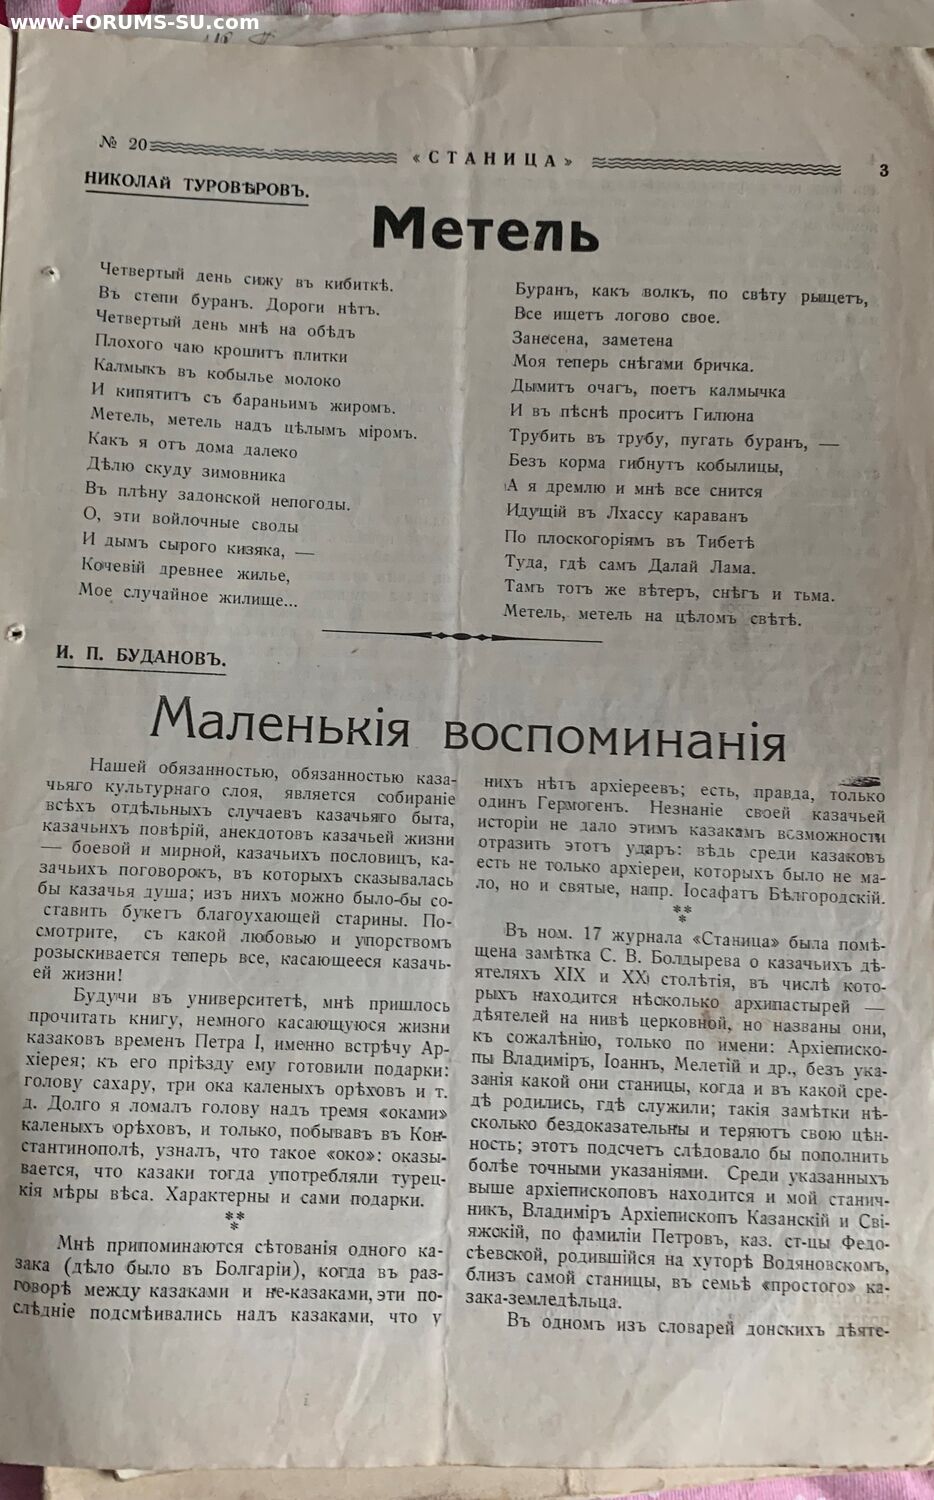 www.FORUMS-SU.com
№ 20
«СТАНИЦА»
3
НИКОЛАЙ ТУРОВѢРОВЪ.
Метель
Четвертый день сижу въ кибиткѣ.
Въ степи буранъ. Дороги нѣтъ.
Четвертый день мнѣ на обѣдъ
Плохого чаю крошитъ плитки
Калмыкъ въ кобылье молоко
И кипятитъ съ бараньимъ жиромъ.
Метель, метель надъ цѣлымъ міромъ.
Какъ я отъ дома далеко
Дѣлю скуду зимовника
Въ плѣну задонской непогоды.
О, эти войлочные своды
И дымъ сырого кизяка, —
Кочевій древнее жилье,
Мое случайное жилище...
Буранъ, какъ волкъ, по свѣту рыщетъ,
Все ищетъ логово свое.
Занесена, заметена
Моя теперь снѣгами бричка.
Дымитъ очагъ, поетъ калмычка
И въ пѣснѣ проситъ Гилюна
Трубить въ трубу, пугать буранъ, —
Безъ корма гибнутъ кобылицы,
А я дремлю и мнѣ все снится
Идущій въ Лхассу караванъ
По плоскогоріямъ въ Тибетѣ
Туда, гдѣ самъ Далай Лама.
Тамъ тотъ же вѣтеръ, снѣгъ и тьма.
Метель, метель на цѣломъ свѣтѣ.
И. П. БУДАНОВЪ.
Маленькія воспоминанія
Нашей обязанностью, обязанностью каза-
чьяго культурнаго слоя, является собираніе
всѣхъ отдѣльныхъ случаевъ казачьяго быта,
казачьихъ повѣрій, анекдотовъ казачьей жизни
— боевой и мирной, казачьихъ пословицъ, ка-
зачьихъ поговорокъ, въ которыхъ сказывалась
бы казачья душа; изъ нихъ можно было-бы со-
ставить букетъ благоухающей старины. По-
смотрите, съ какой любовью и упорствомъ
розыскивается теперь все, касающееся казачь-
ей жизни!
Будучи въ университетѣ, мнѣ пришлось
прочитать книгу, немного касающуюся жизни
казаковъ временъ Петра I, именно встрѣчу Ар-
хіерея; къ его пріѣзду ему готовили подарки:
голову сахару, три ока каленыхъ орѣховъ и т.
д. Долго я ломалъ голову надъ тремя «оками»
каленыхъ орѣховъ, и только, побывавъ въ Кон-
стантинополѣ, узналъ, что такое «око»: оказы-
вается, что казаки тогда употребляли турец-
кія мѣры вѣса. Характерны и сами подарки.
**
*
Мнѣ припоминаются сѣтованія одного ка-
зака (дѣло было въ Болгаріи), когда въ раз-
говорѣ между казаками и не-казаками, эти по-
слѣдніе подсмѣивались надъ казаками, что у
нихъ нѣтъ архіереевъ; есть, правда, только
одинъ Гермогенъ. Незнаніе своей казачьей
исторіи не дало этимъ казакамъ возможности
отразить этотъ ударъ: вѣдь среди казаковъ
есть не только архіереи, которыхъ было не ма-
ло, но и святые, напр. Іосафатъ Бѣлгородскій.
**
*
Въ ном. 17 журнала «Станица» была помѣ-
щена замѣтка С. В. Болдырева о казачьихъ дѣ-
ятеляхъ XIX и XX столѣтія, въ числѣ кото-
рыхъ находится нѣсколько архипастырей —
дѣятелей на нивѣ церковной, но названы они,
къ сожалѣнію, только по имени: Архіеписко-
пы Владиміръ, Іоаннъ, Мелетій и др., безъ ука-
занія какой они станицы, когда и въ какой сре-
дѣ родились, гдѣ служили; такія замѣтки нѣ-
сколько бездоказательны и теряютъ свою цѣн-
ность; этотъ подсчетъ слѣдовало бы пополнить
болѣе точными указаніями. Среди указанныхъ
выше архіепископовъ находится и мой станич-
никъ, Владиміръ Архіепископъ Казанскій и Сві-
яжскій, по фамиліи Петровъ, каз. ст-цы Федо-
сѣевской, родившійся на хуторѣ Водяновскомъ,
близъ самой станицы, въ семьѣ «простого» ка-
зака-земледѣльца.
Въ одномъ изъ словарей донскихъ дѣяте-